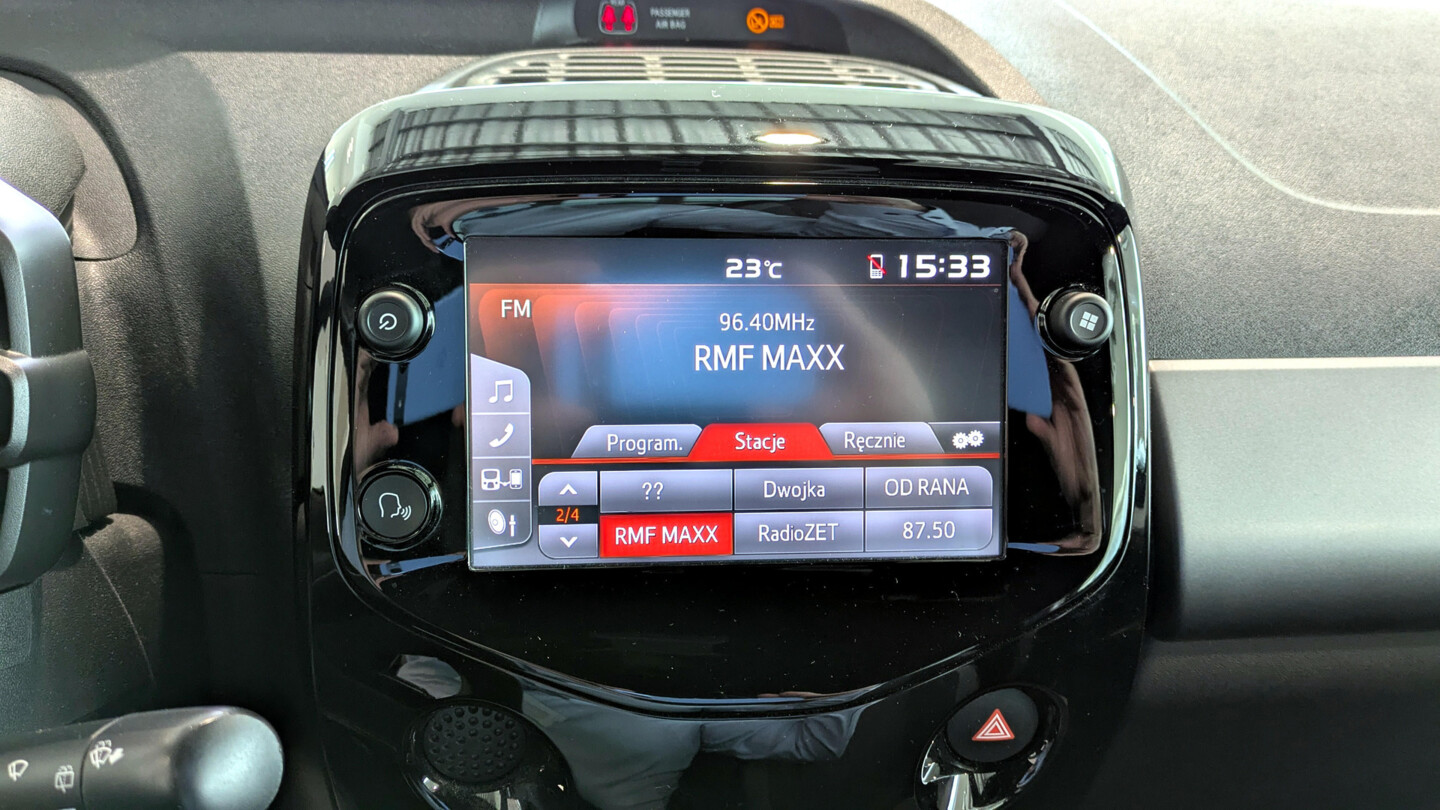 PASSENGER
AIR BAG
23°C 15:33
FM
96.40MHz
RMF MAXX
Program. Stacje Ręcznie
?? Dwojka OD RANA
2/4
RMF MAXX RadioZET 87.50